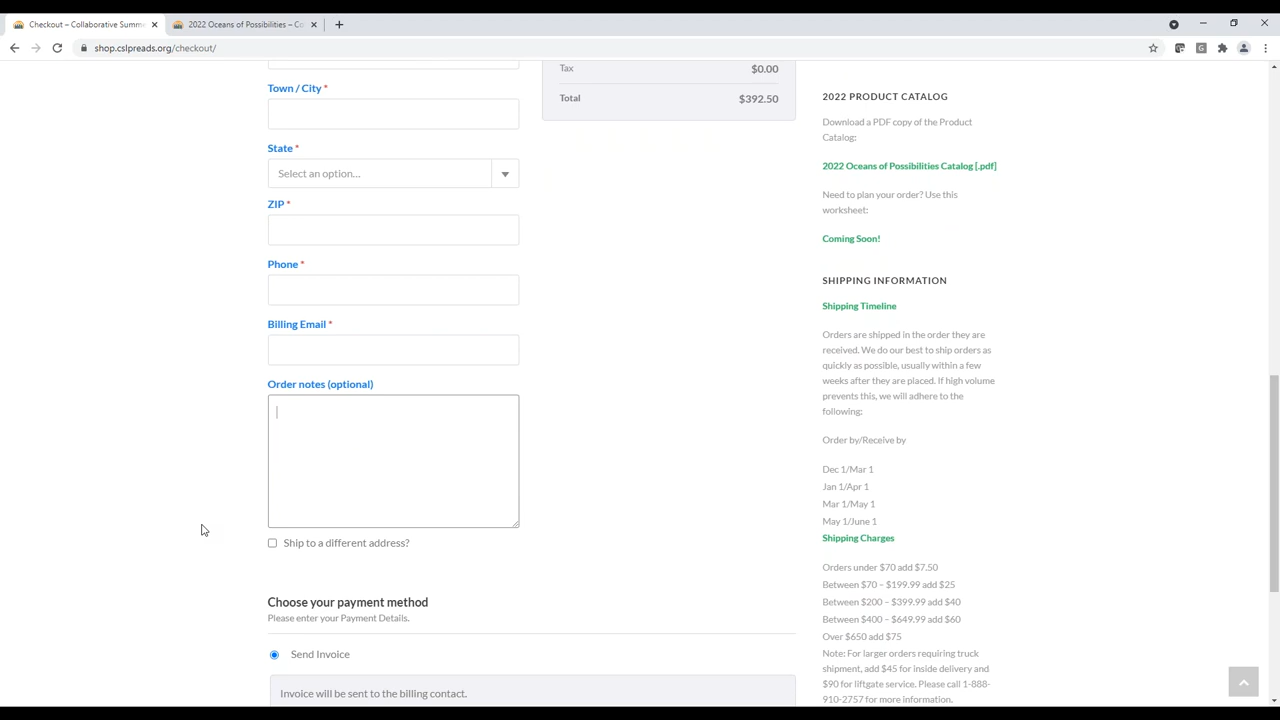 Checkout – Collaborative Summe
2022 Oceans of Possibilities – Co
shop.cslpreads.org/checkout/
Town / City *
State *
Select an option...
ZIP *
Phone *
Billing Email *
Order notes (optional)
Ship to a different address?
Choose your payment method
Please enter your Payment Details.
Send Invoice
Invoice will be sent to the billing contact.
Tax $0.00
Total $392.50
2022 PRODUCT CATALOG
Download a PDF copy of the Product
Catalog:
2022 Oceans of Possibilities Catalog [.pdf]
Need to plan your order? Use this
worksheet:
Coming Soon!
SHIPPING INFORMATION
Shipping Timeline
Orders are shipped in the order they are
received. We do our best to ship orders as
quickly as possible, usually within a few
weeks after they are placed. If high volume
prevents this, we will adhere to the
following:
Order by/Receive by
Dec 1/Mar 1
Jan 1/Apr 1
Mar 1/May 1
May 1/June 1
Shipping Charges
Orders under $70 add $7.50
Between $70 – $199.99 add $25
Between $200 – $399.99 add $40
Between $400 – $649.99 add $60
Over $650 add $75
Note: For larger orders requiring truck
shipment, add $45 for inside delivery and
$90 for liftgate service. Please call 1-888-
910-2757 for more information.